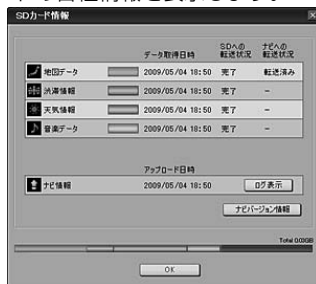 SDカード情報
データ取得日時 SDへの転送状況 ナビへの転送状況
地図データ 2009/05/04 18:50 完了 転送済み
渋滞情報 2009/05/04 18:50 完了 -
天気情報 2009/05/04 18:50 完了 -
音楽データ 2009/05/04 18:50 完了 -
アップロード日時
ナビ情報 2009/05/04 18:50 ログ表示
ナビバージョン情報
Total 0.00GB
OK